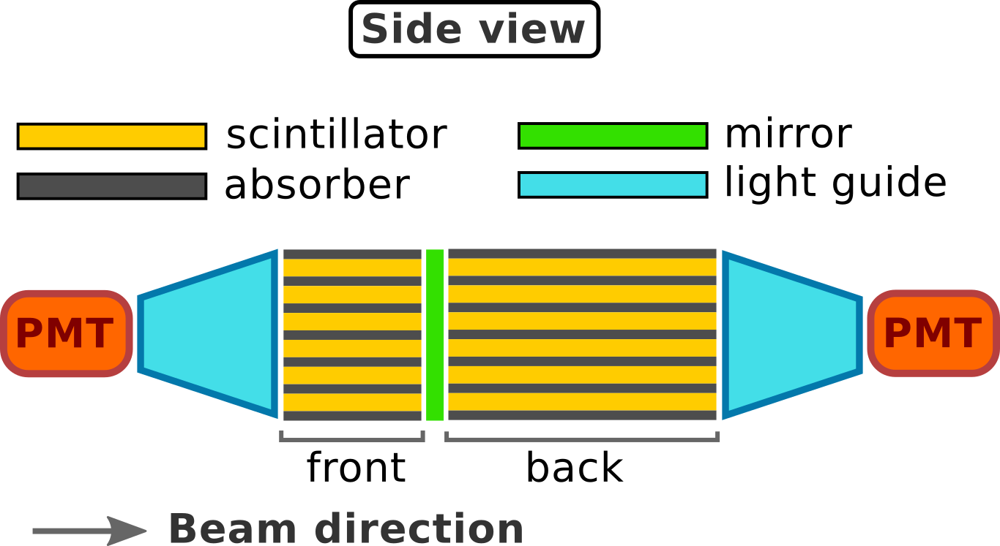 Side view
scintillator
mirror
absorber
light guide
PMT
PMT
front
back
Beam direction